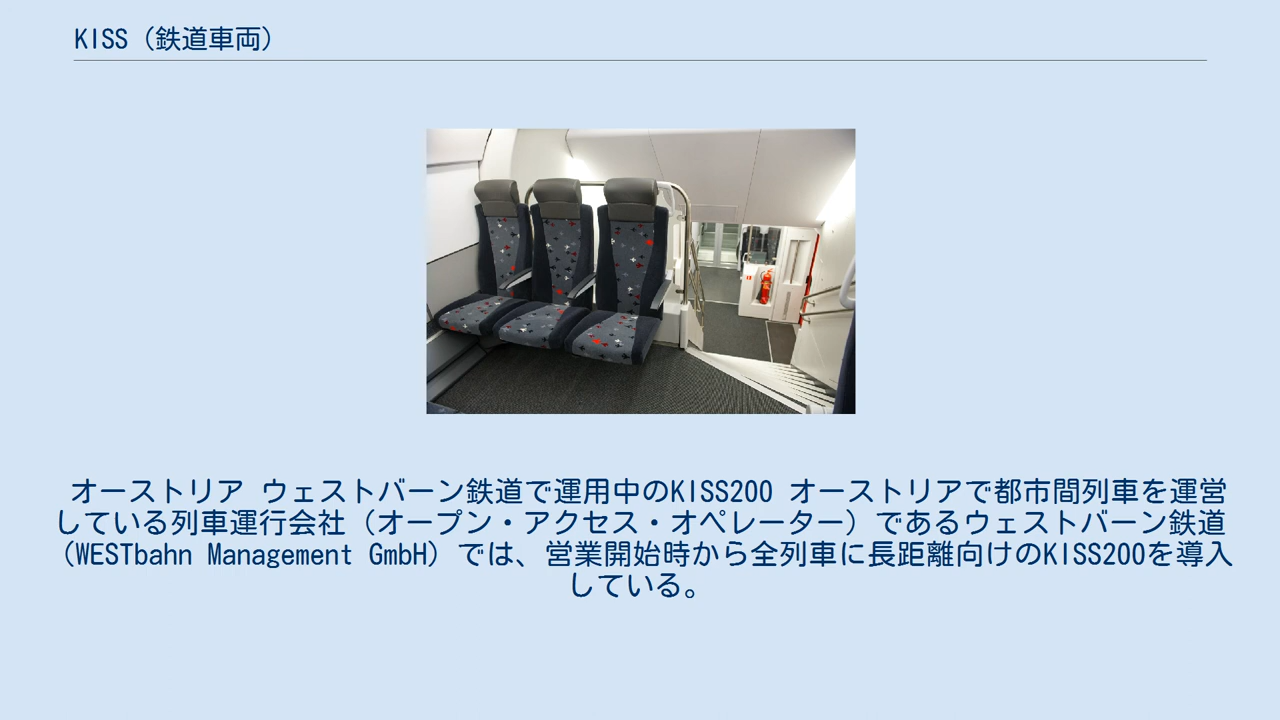 KISS（鉄道車両）
オーストリア ウェストバーン鉄道で運用中のKISS200 オーストリアで都市間列車を運営
している列車運行会社（オープン・アクセス・オペレーター）であるウェストバーン鉄道
（WESTbahn Management GmbH）では、営業開始時から全列車に長距離向けのKISS200を導入
している。